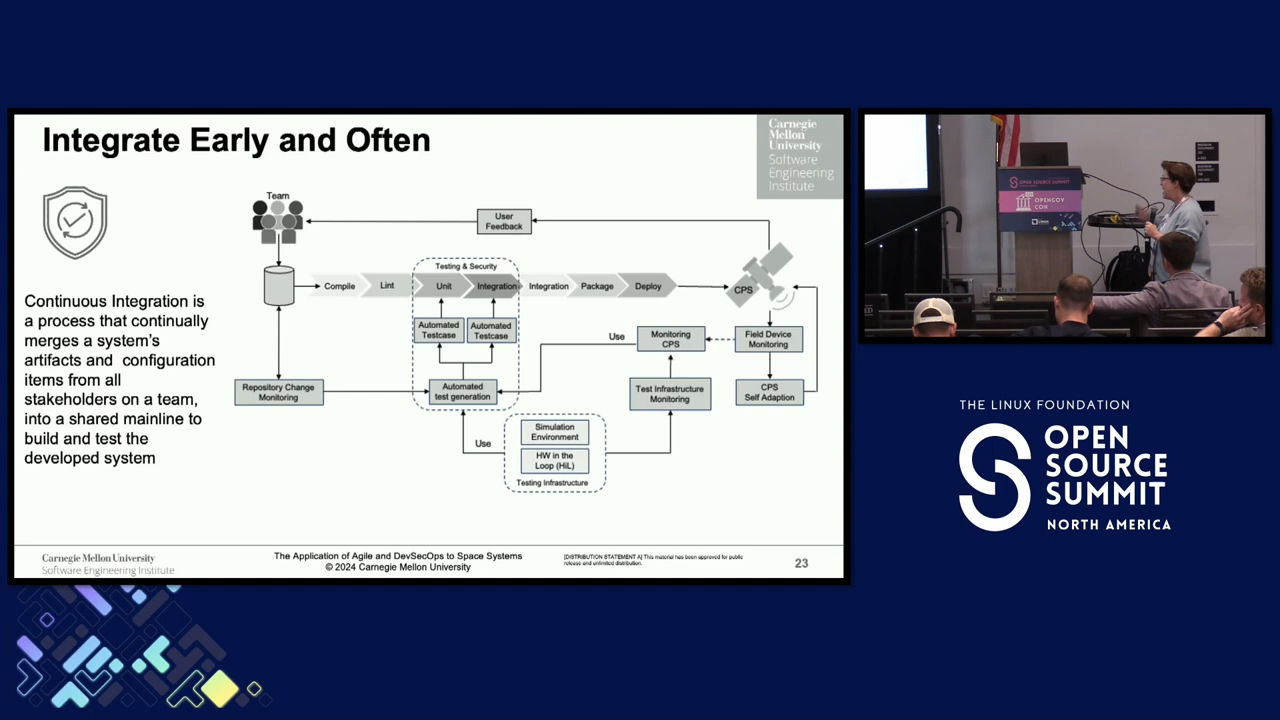 Integrate Early and Often
Carnegie
Mellon
University
Software
Engineering
Institute
Team
User
Feedback
Testing & Security
Compile
Lint
Unit
Integration
Integration
Package
Deploy
CPS
Continuous Integration is
a process that continually
merges a system's
artifacts and configuration
items from all
stakeholders on a team,
into a shared mainline to
build and test the
developed system
Automated
Testcase
Automated
Testcase
Use
Monitoring
CPS
Field Device
Monitoring
Repository Change
Monitoring
Automated
test generation
Test Infrastructure
Monitoring
CPS
Self Adaption
Use
Simulation
Environment
HW in the
Loop (HiL)
Testing Infrastructure
Carnegie Mellon University
Software Engineering Institute
The Application of Agile and DevSecOps to Space Systems
© 2024 Carnegie Mellon University
[DISTRIBUTION STATEMENT A] This material has been approved for public
release and unlimited distribution.
23
OPEN SOURCE SUMMIT
OPENGOV
CON
THE LINUX FOUNDATION
OPEN
SOURCE
SUMMIT
NORTH AMERICA